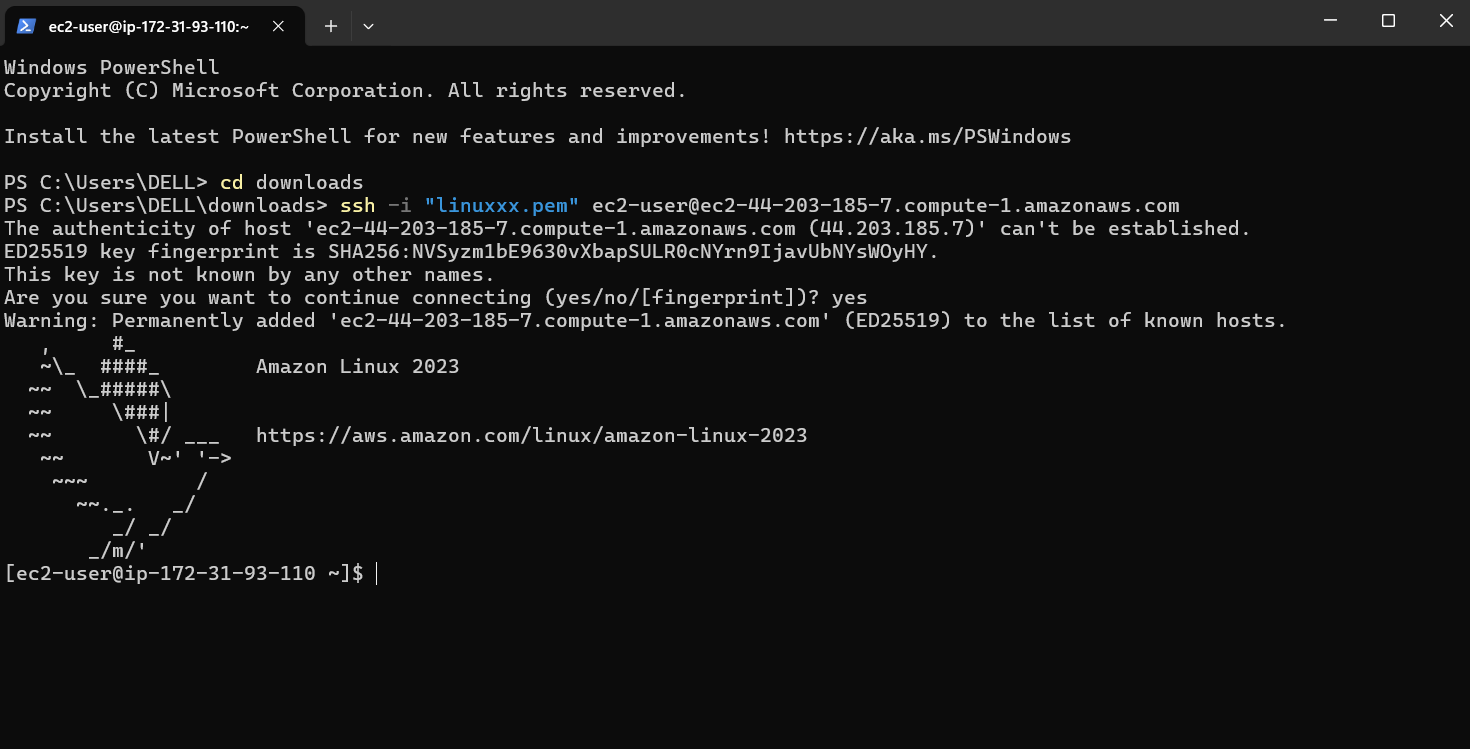 ec2-user@ip-172-31-93-110:~
Windows PowerShell
Copyright (C) Microsoft Corporation. All rights reserved.

Install the latest PowerShell for new features and improvements! https://aka.ms/PSWindows

PS C:\Users\DELL> cd downloads
PS C:\Users\DELL\downloads> ssh -i "linuxxx.pem" ec2-user@ec2-44-203-185-7.compute-1.amazonaws.com
The authenticity of host 'ec2-44-203-185-7.compute-1.amazonaws.com (44.203.185.7)' can't be established.
ED25519 key fingerprint is SHA256:NVSyzm1bE9630vXbapSULR0cNYrn9IjavUbNYsWOyHY.
This key is not known by any other names.
Are you sure you want to continue connecting (yes/no/[fingerprint])? yes
Warning: Permanently added 'ec2-44-203-185-7.compute-1.amazonaws.com' (ED25519) to the list of known hosts.
   ,     #_
   ~\_  ####_        Amazon Linux 2023
  ~~  \_#####\
  ~~     \###|
  ~~       \#/ ___   https://aws.amazon.com/linux/amazon-linux-2023
   ~~       V~' '->
    ~~~         /
      ~~._.   _/
         _/ _/
       _/m/'
[ec2-user@ip-172-31-93-110 ~]$